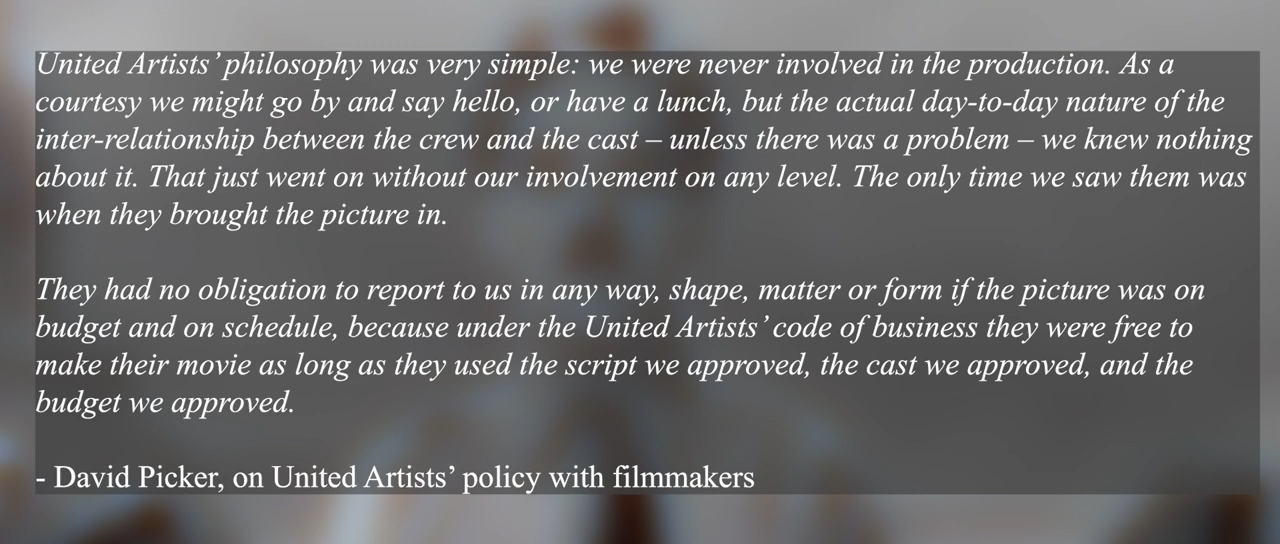 United Artists’ philosophy was very simple: we were never involved in the production. As a
courtesy we might go by and say hello, or have a lunch, but the actual day-to-day nature of the
inter-relationship between the crew and the cast – unless there was a problem – we knew nothing
about it. That just went on without our involvement on any level. The only time we saw them was
when they brought the picture in.
They had no obligation to report to us in any way, shape, matter or form if the picture was on
budget and on schedule, because under the United Artists’ code of business they were free to
make their movie as long as they used the script we approved, the cast we approved, and the
budget we approved.
- David Picker, on United Artists’ policy with filmmakers